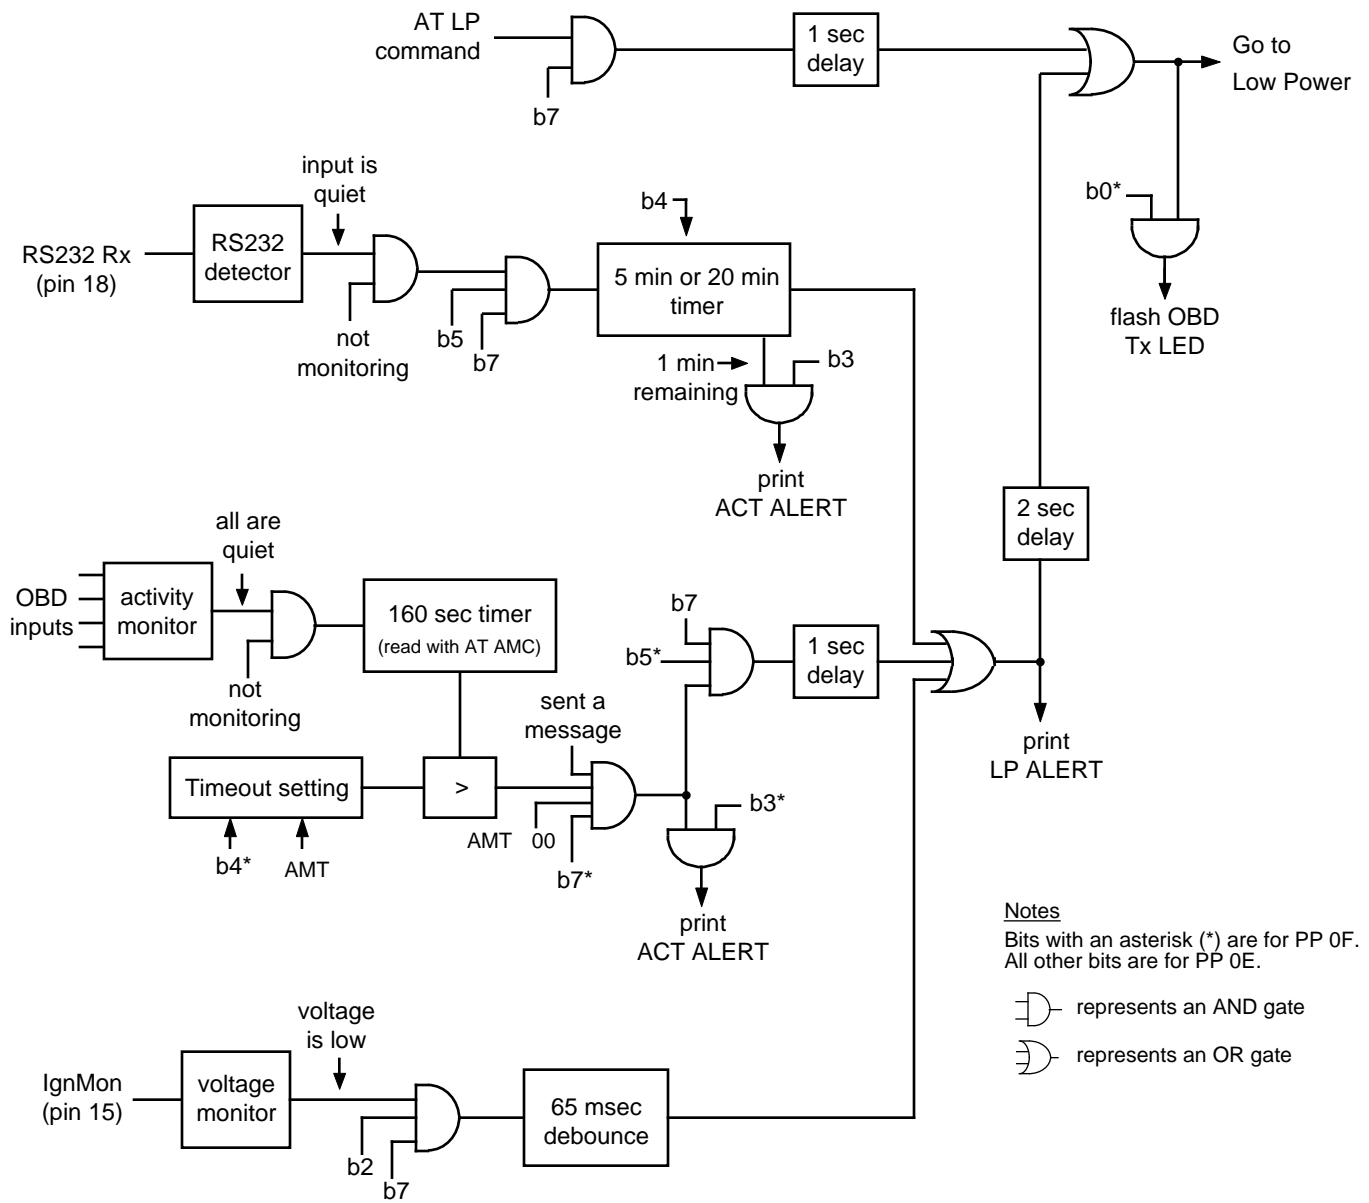 AT LP
command
b7
1 sec
delay
Go to
Low Power
b0*
flash OBD
Tx LED
RS232 Rx
(pin 18)
RS232
detector
input is
quiet
not
monitoring
b5
b7
b4
5 min or 20 min
timer
1 min
remaining
b3
print
ACT ALERT
2 sec
delay
OBD
inputs
activity
monitor
all are
quiet
not
monitoring
160 sec timer
(read with AT AMC)
Timeout setting
b4*
AMT
>
AMT
sent a
message
00
b7*
b7
b5*
1 sec
delay
b3*
print
ACT ALERT
print
LP ALERT
IgnMon
(pin 15)
voltage
monitor
voltage
is low
b2
b7
65 msec
debounce
Notes
Bits with an asterisk (*) are for PP 0F.
All other bits are for PP 0E.
represents an AND gate
represents an OR gate